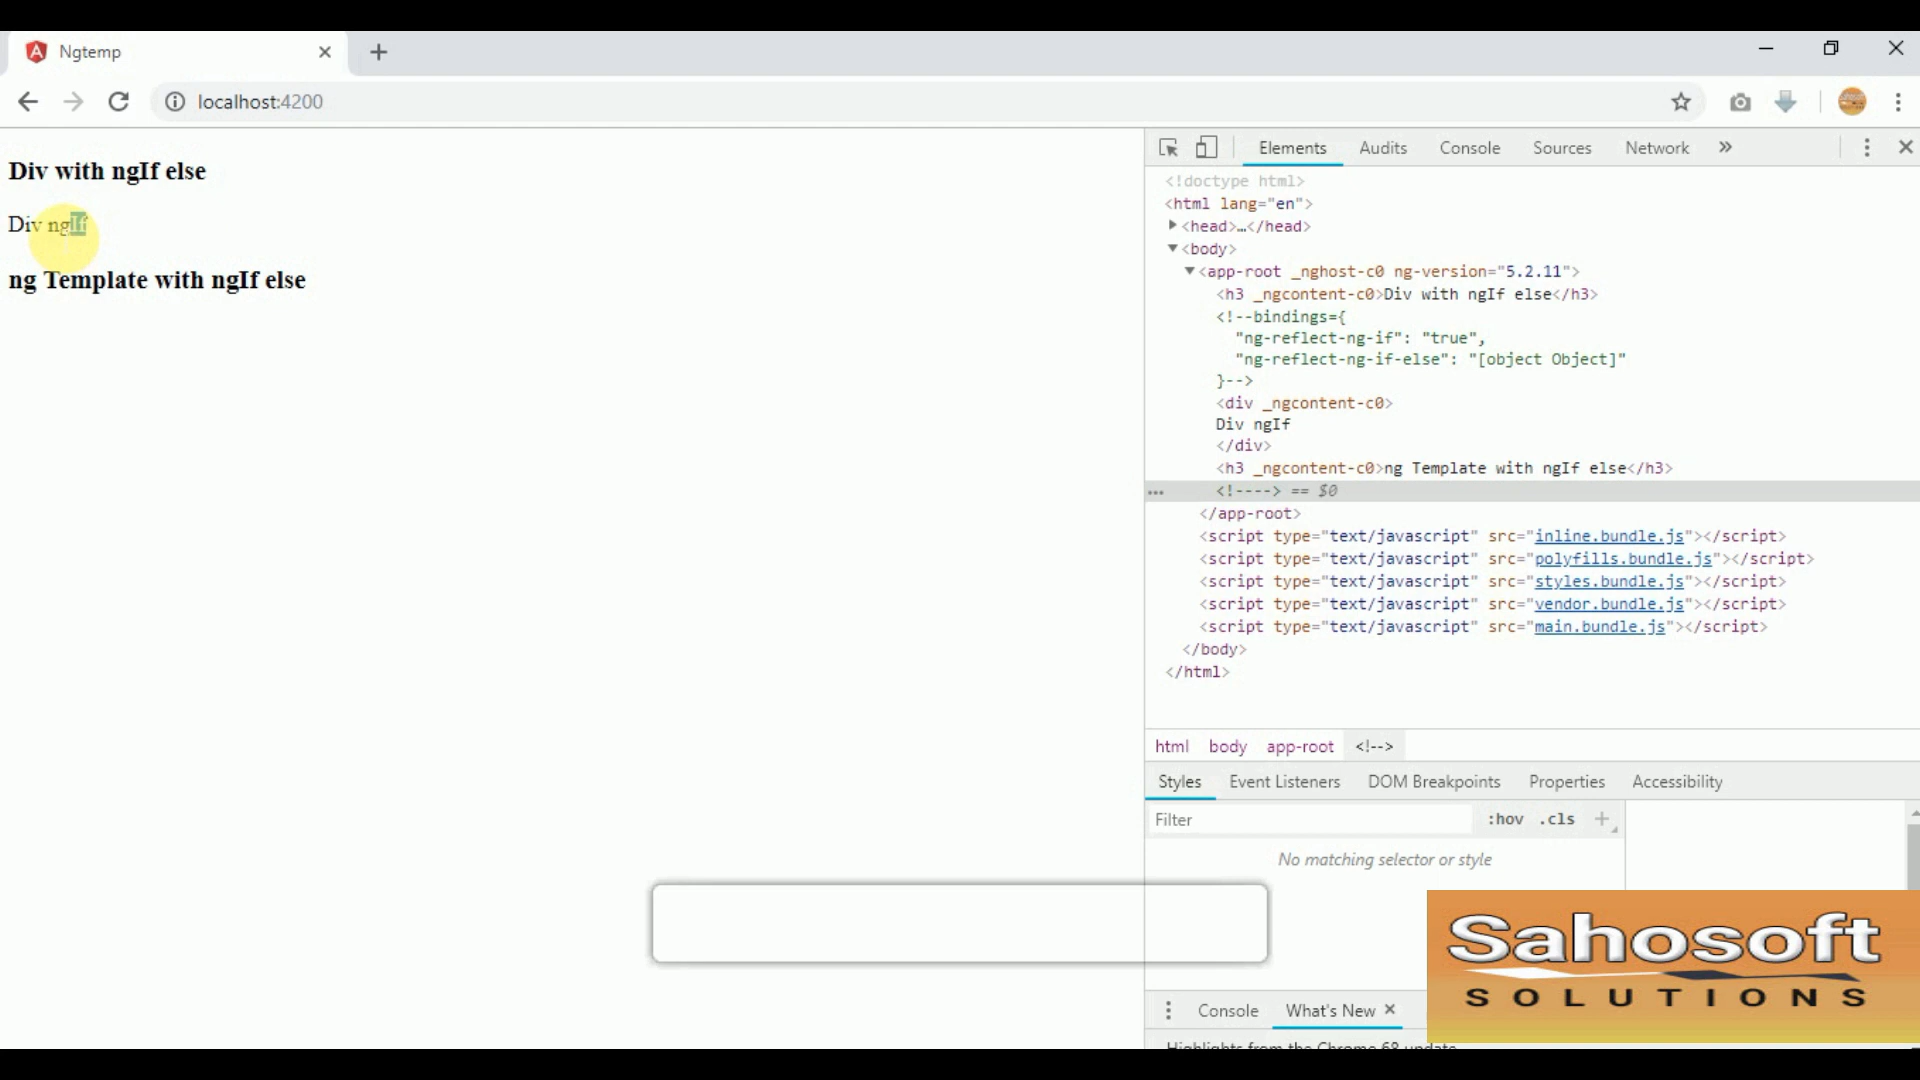 Ngtemp
localhost:4200
Div with ngIf else
Div ngIf
ng Template with ngIf else
Elements Audits Console Sources Network »
<!doctype html>
<html lang="en">
<head>…</head>
<body>
<app-root _nghost-c0 ng-version="5.2.11">
<h3 _ngcontent-c0>Div with ngIf else</h3>
<!--bindings={
"ng-reflect-ng-if": "true",
"ng-reflect-ng-if-else": "[object Object]"
}-->
<div _ngcontent-c0>
Div ngIf
</div>
<h3 _ngcontent-c0>ng Template with ngIf else</h3>
<!----> == $0
</app-root>
<script type="text/javascript" src="inline.bundle.js"></script>
<script type="text/javascript" src="polyfills.bundle.js"></script>
<script type="text/javascript" src="styles.bundle.js"></script>
<script type="text/javascript" src="vendor.bundle.js"></script>
<script type="text/javascript" src="main.bundle.js"></script>
</body>
</html>
html body app-root <!-->
Styles Event Listeners DOM Breakpoints Properties Accessibility
Filter :hov .cls +
No matching selector or style
Console What's New
Highlights from the Chrome 68 update
Sahosoft
SOLUTIONS